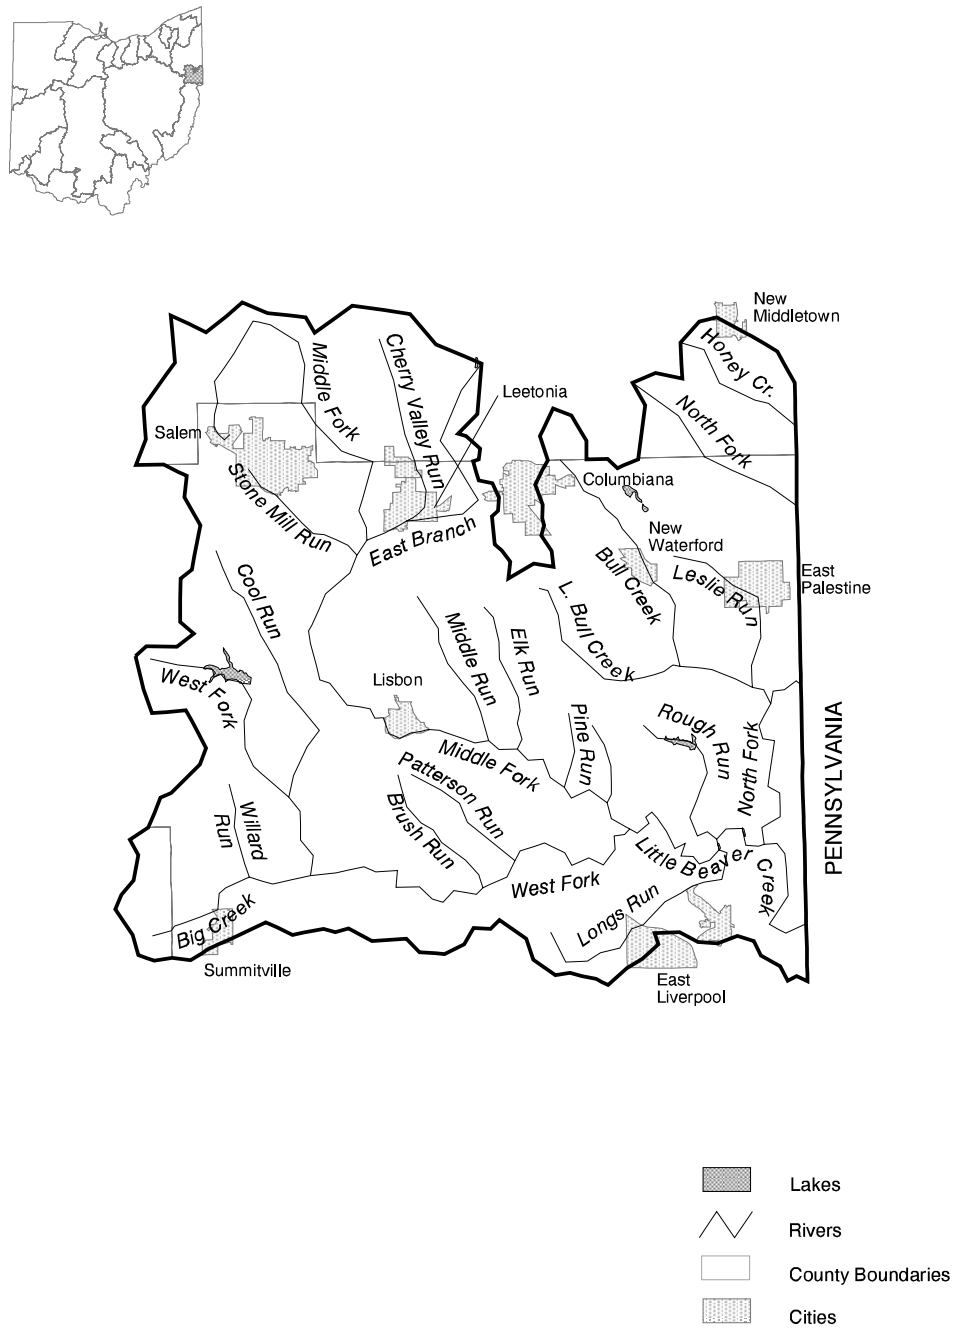 New
Middletown
Honey Cr.
Middle Fork
Cherry Valley Run
Leetonia
North Fork
Salem
Stone Mill Run
East Branch
Columbiana
New
Waterford
Bull Creek
Leslie Run
East
Palestine
Cool Run
L. Bull Creek
Middle Run
Elk Run
West Fork
Lisbon
Pine Run
Rough Run
North Fork
PENNSYLVANIA
Middle Fork
Patterson Run
Brush Run
Willard
Run
Little Beaver
Creek
West Fork
Longs Run
Big Creek
Summitville
East
Liverpool
Lakes
Rivers
County Boundaries
Cities